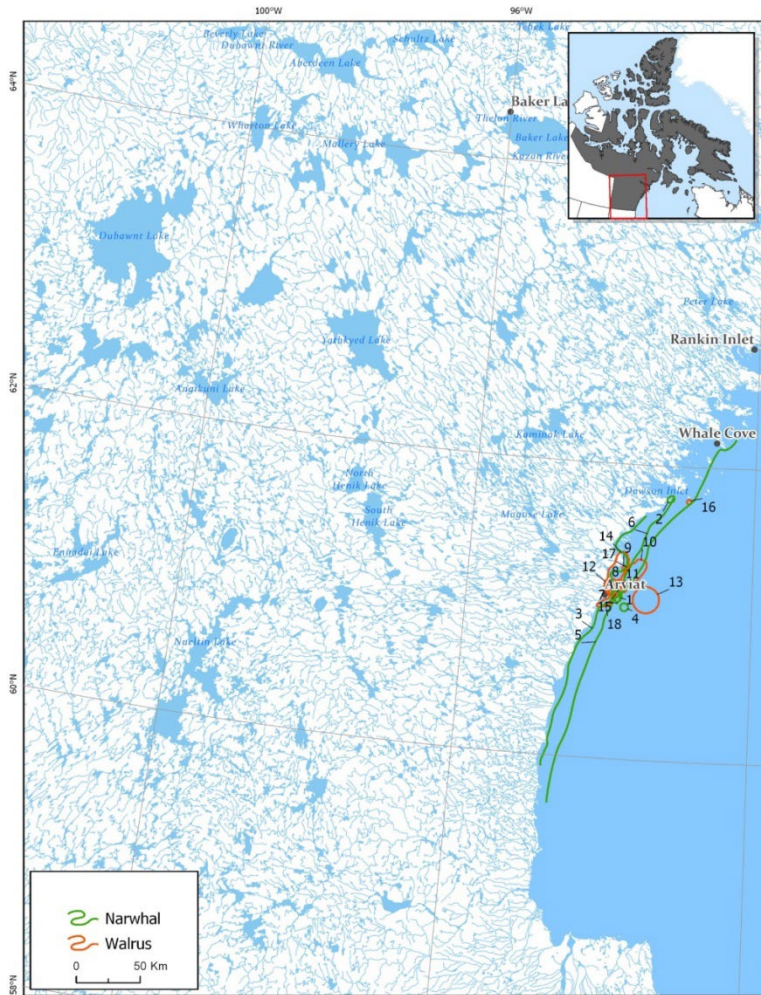 100°W
96°W
Beverly Lake
Dubawnt River
Schultz Lake
Tebek Lake
Aberdeen Lake
64°N
Baker La
Wharton Lake
Thelon River
Mallery Lake
Baker Lake
Kazan River
Dubawnt Lake
Peter Lake
Yathkyed Lake
Rankin Inlet
62°N
Angikuni Lake
Whale Cove
Kaminak Lake
North
Henik Lake
Dawson Inlet
South
Henik Lake
Maguse Lake
16
2
6
14
17
9
10
Ennadai Lake
8
11
12
Arviat
13
7
1
15
3
4
18
5
Nueltin Lake
60°N
Narwhal
Walrus
0
50 Km
58°N